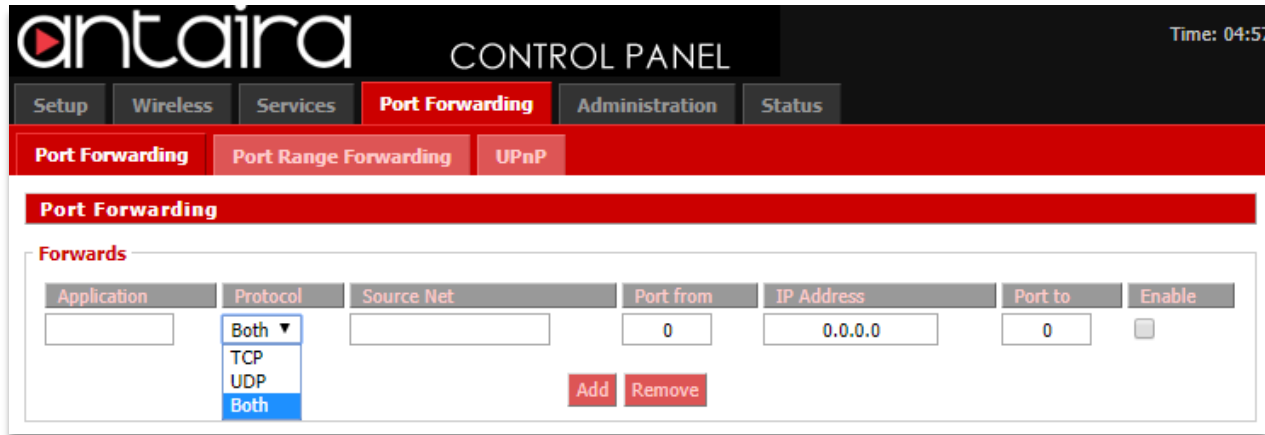 antaira
CONTROL PANEL
Time: 04:57
Setup Wireless Services Port Forwarding Administration Status
Port Forwarding Port Range Forwarding UPnP
Port Forwarding
Forwards
Application Protocol Source Net Port from IP Address Port to Enable
Both 0 0.0.0.0 0
TCP
UDP
Both
Add Remove